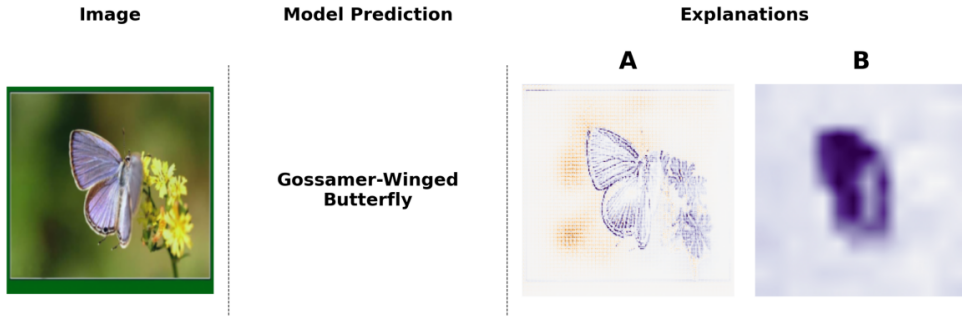 Image
Model Prediction
Explanations
A
B
Gossamer-Winged
Butterfly